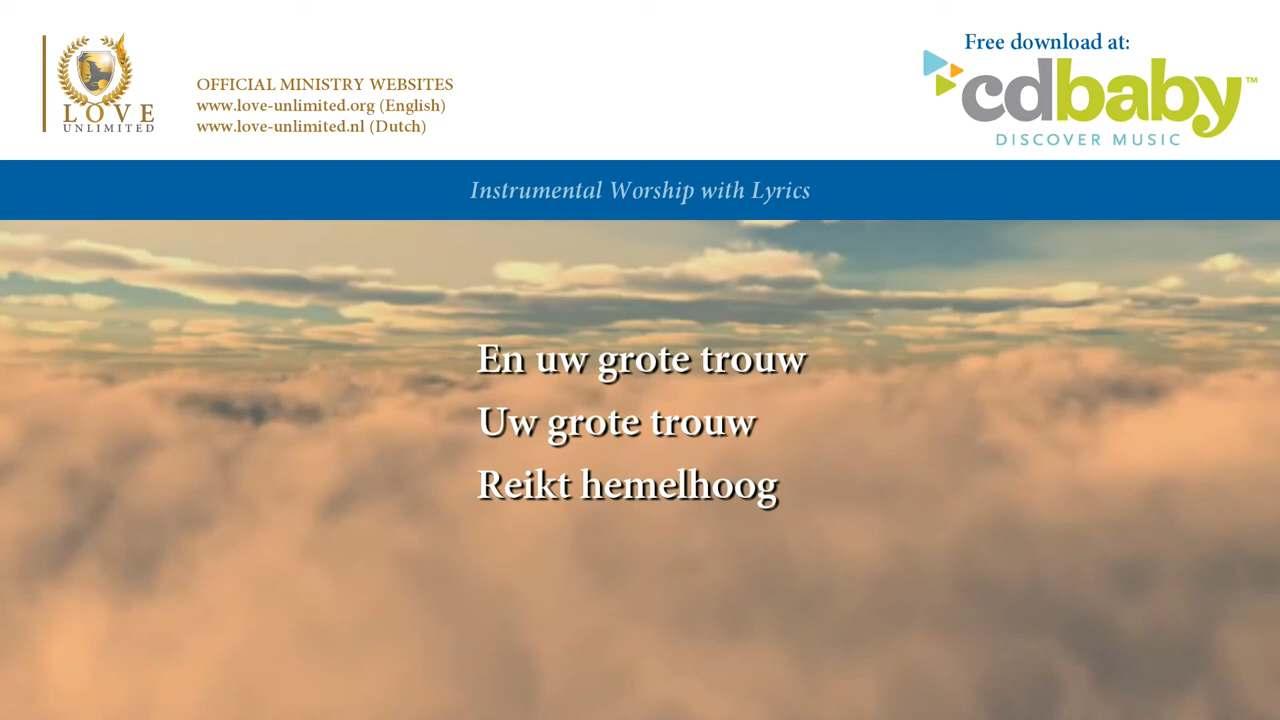 LOVE
UNLIMITED
OFFICIAL MINISTRY WEBSITES
www.love-unlimited.org (English)
www.love-unlimited.nl (Dutch)
Free download at:
cdbaby™
DISCOVER MUSIC
Instrumental Worship with Lyrics
En uw grote trouw
Uw grote trouw
Reikt hemelhoog